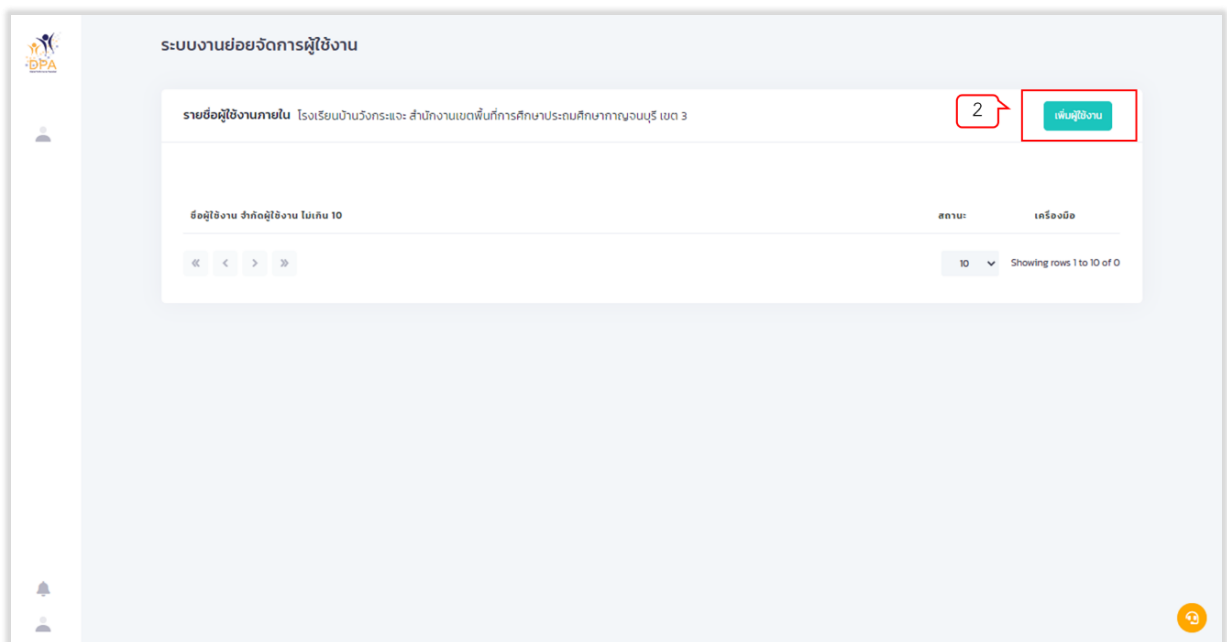 DPA
ระบบงานย่อยจัดการผู้ใช้งาน
รายชื่อผู้ใช้งานภายใน โรงเรียนบ้านวังกระแจะ สำนักงานเขตพื้นที่การศึกษาประถมศึกษากาญจนบุรี เขต 3
2
เพิ่มผู้ใช้งาน
ชื่อผู้ใช้งาน จำกัดผู้ใช้งาน ไม่เกิน 10 สถานะ เครื่องมือ
« < > » 10 Showing rows 1 to 10 of 0